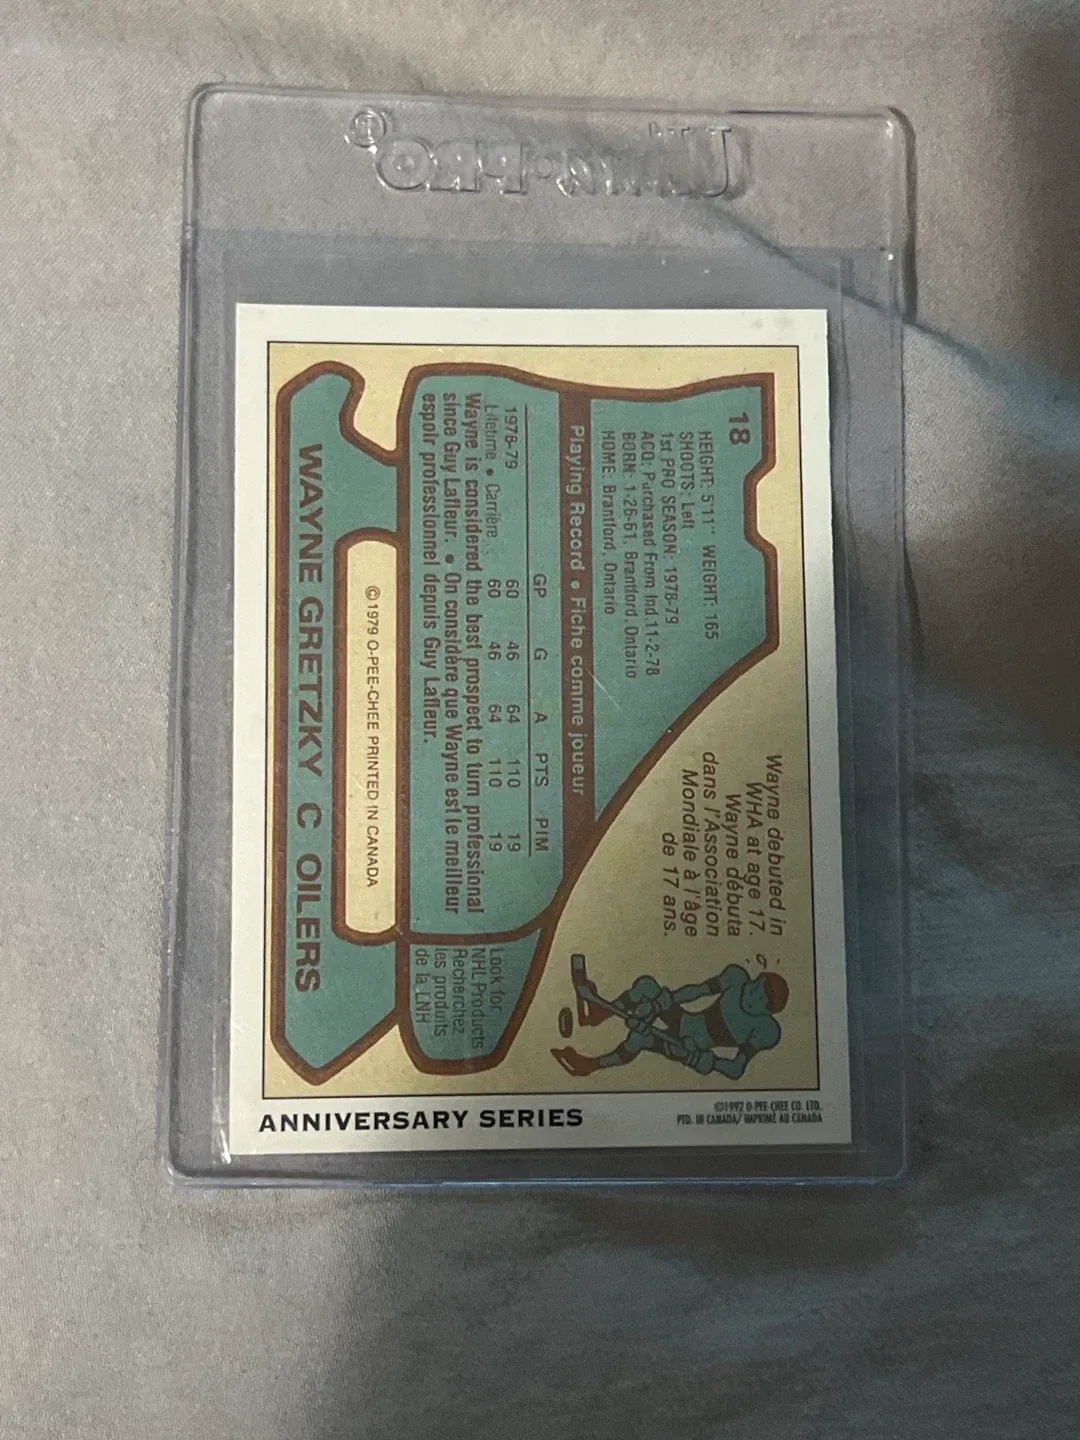 18
HEIGHT: 5'11" WEIGHT: 165
SHOOTS: Left
1st PRO SEASON: 1978-79
ACQ: Purchased From Ind.11-2-78
BORN: 1-26-61, Brantford, Ontario
HOME: Brantford, Ontario
Wayne debuted in
WHA at age 17.
Wayne débuta
dans l'Association
Mondiale à l'âge
de 17 ans.
Playing Record • Fiche comme joueur
GP G A PTS PIM
1978-79 60 46 64 110 19
Lifetime • Carrière 60 46 64 110 19
Wayne is considered the best prospect to turn professional
since Guy Lafleur. • On considère que Wayne est le meilleur
espoir professionnel depuis Guy Lafleur.
Look for
NHL Products
Recherchez
les produits
de la LNH
©1979 O-PEE-CHEE PRINTED IN CANADA
WAYNE GRETZKY C OILERS
ANNIVERSARY SERIES
©1992 O-PEE-CHEE CO. LTD.
PTD. IN CANADA/ IMPRIMÉ AU CANADA